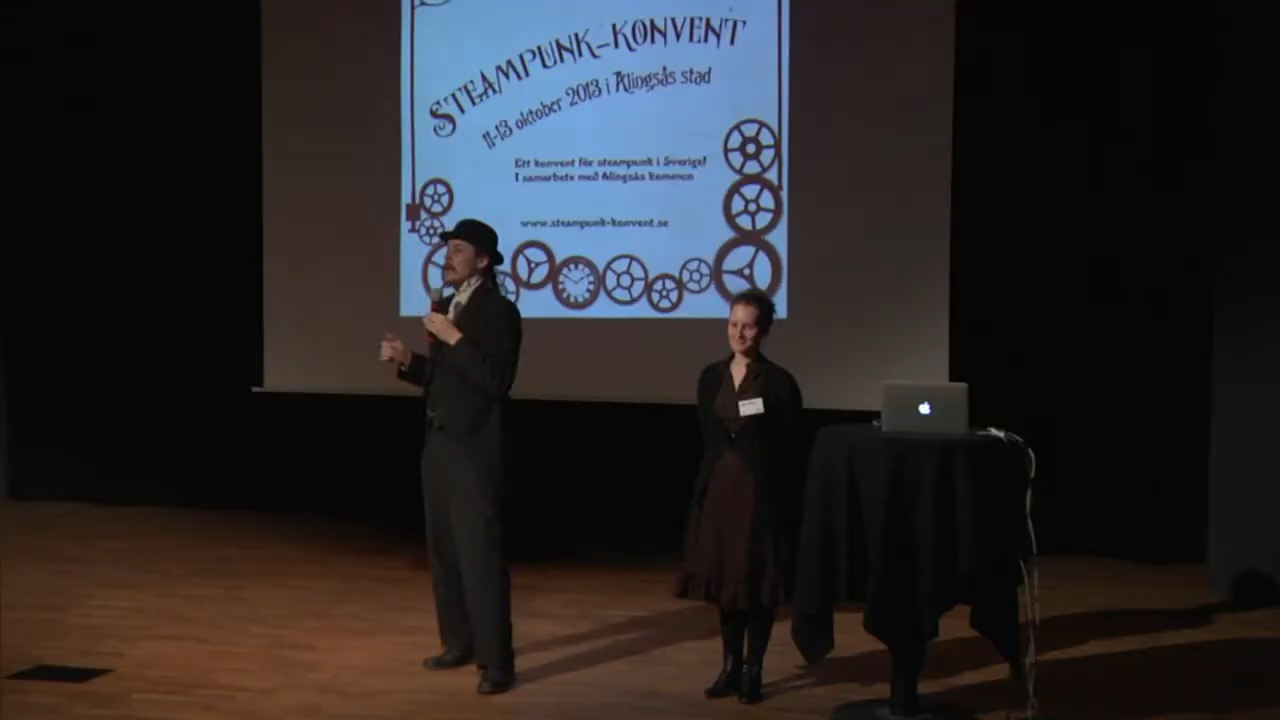 STEAMPUNK-KONVENT
11-13 oktober 2013 i Alingsås stad
Ett konvent för steampunk i Sverige!
I samarbete med Alingsås kommun
www.steampunk-konvent.se